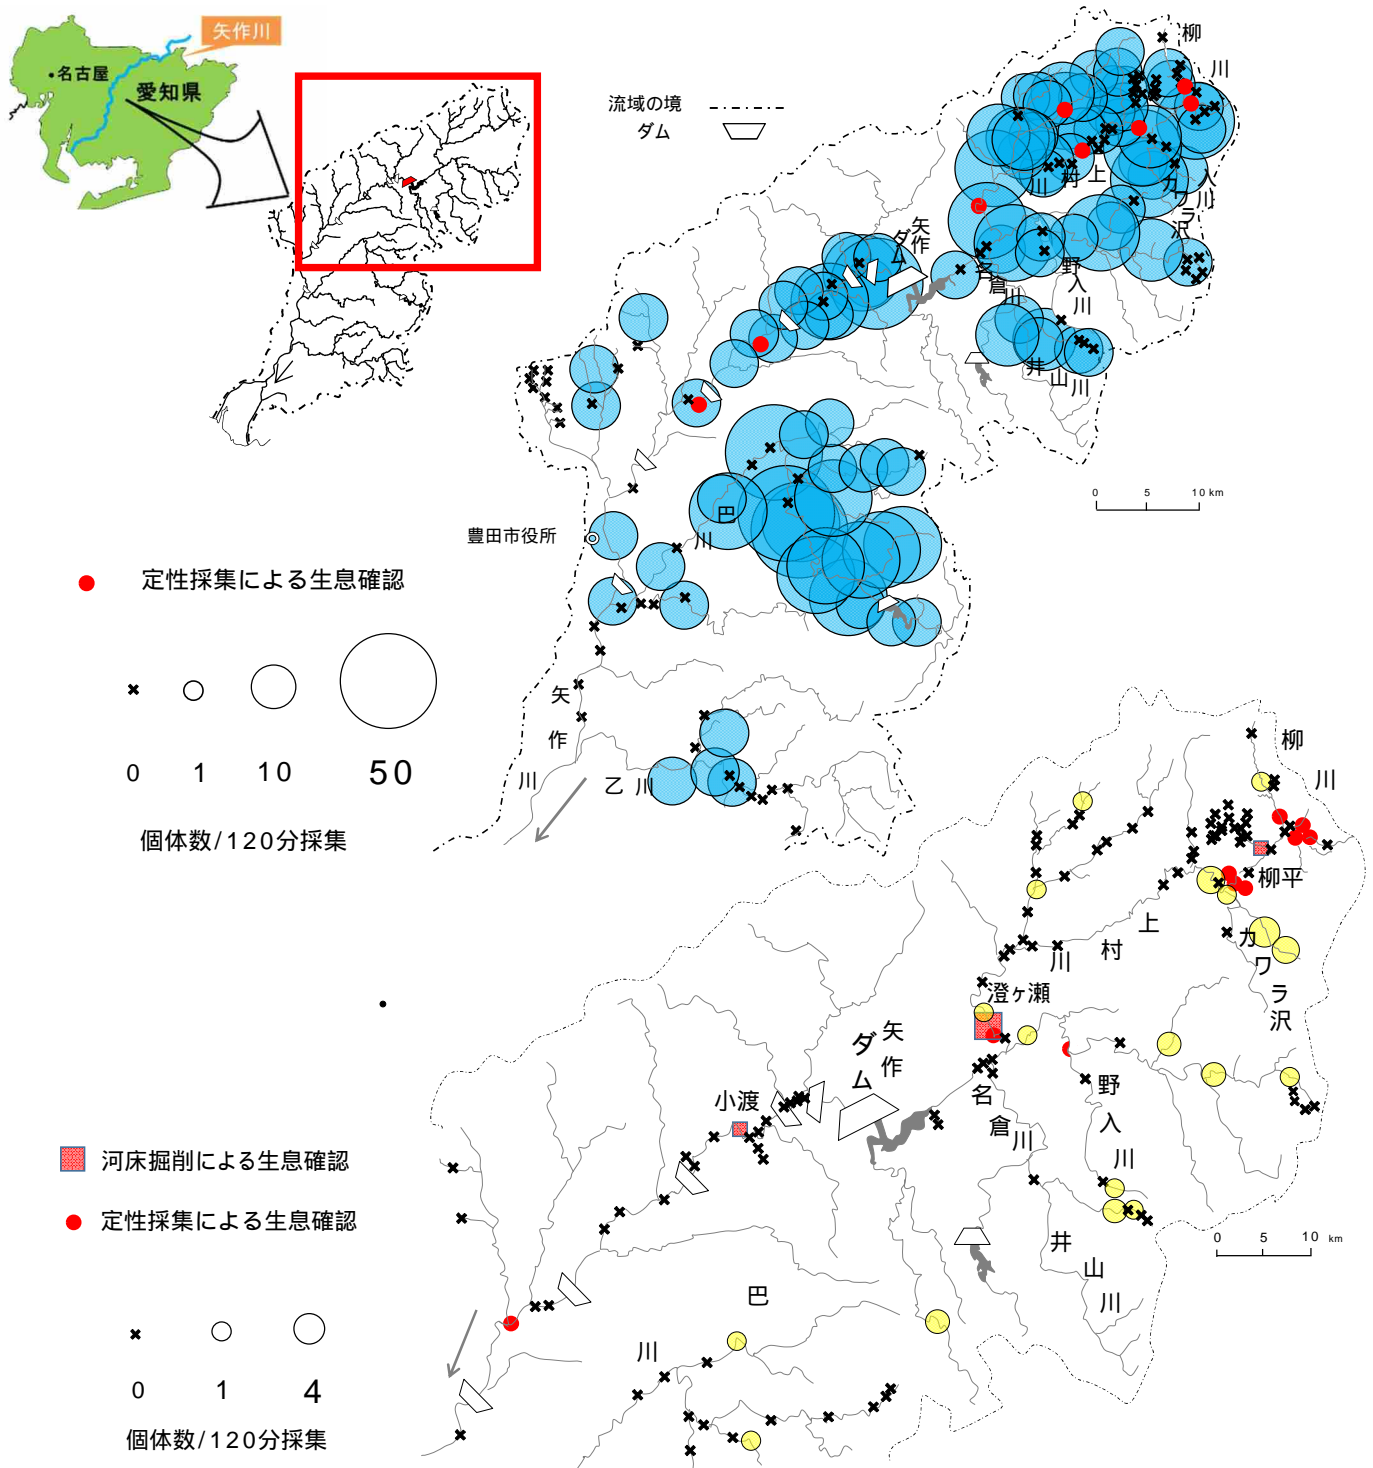 矢作川
名古屋
愛知県
流域の境
ダム
柳
川
川村上
カワラ沢
入川
矢作
ダム
名倉川
野入川
井山川
0 5 10 km
豊田市役所
巴川
定性採集による生息確認
0 1 10 50
個体数/120分採集
矢作川
乙川
柳
川
柳平
上
村
川
カワラ沢
澄ヶ瀬
矢作
ダム
小渡
名倉川
野入川
井山川
0 5 10 km
河床掘削による生息確認
定性採集による生息確認
巴
川
0 1 4
個体数/120分採集